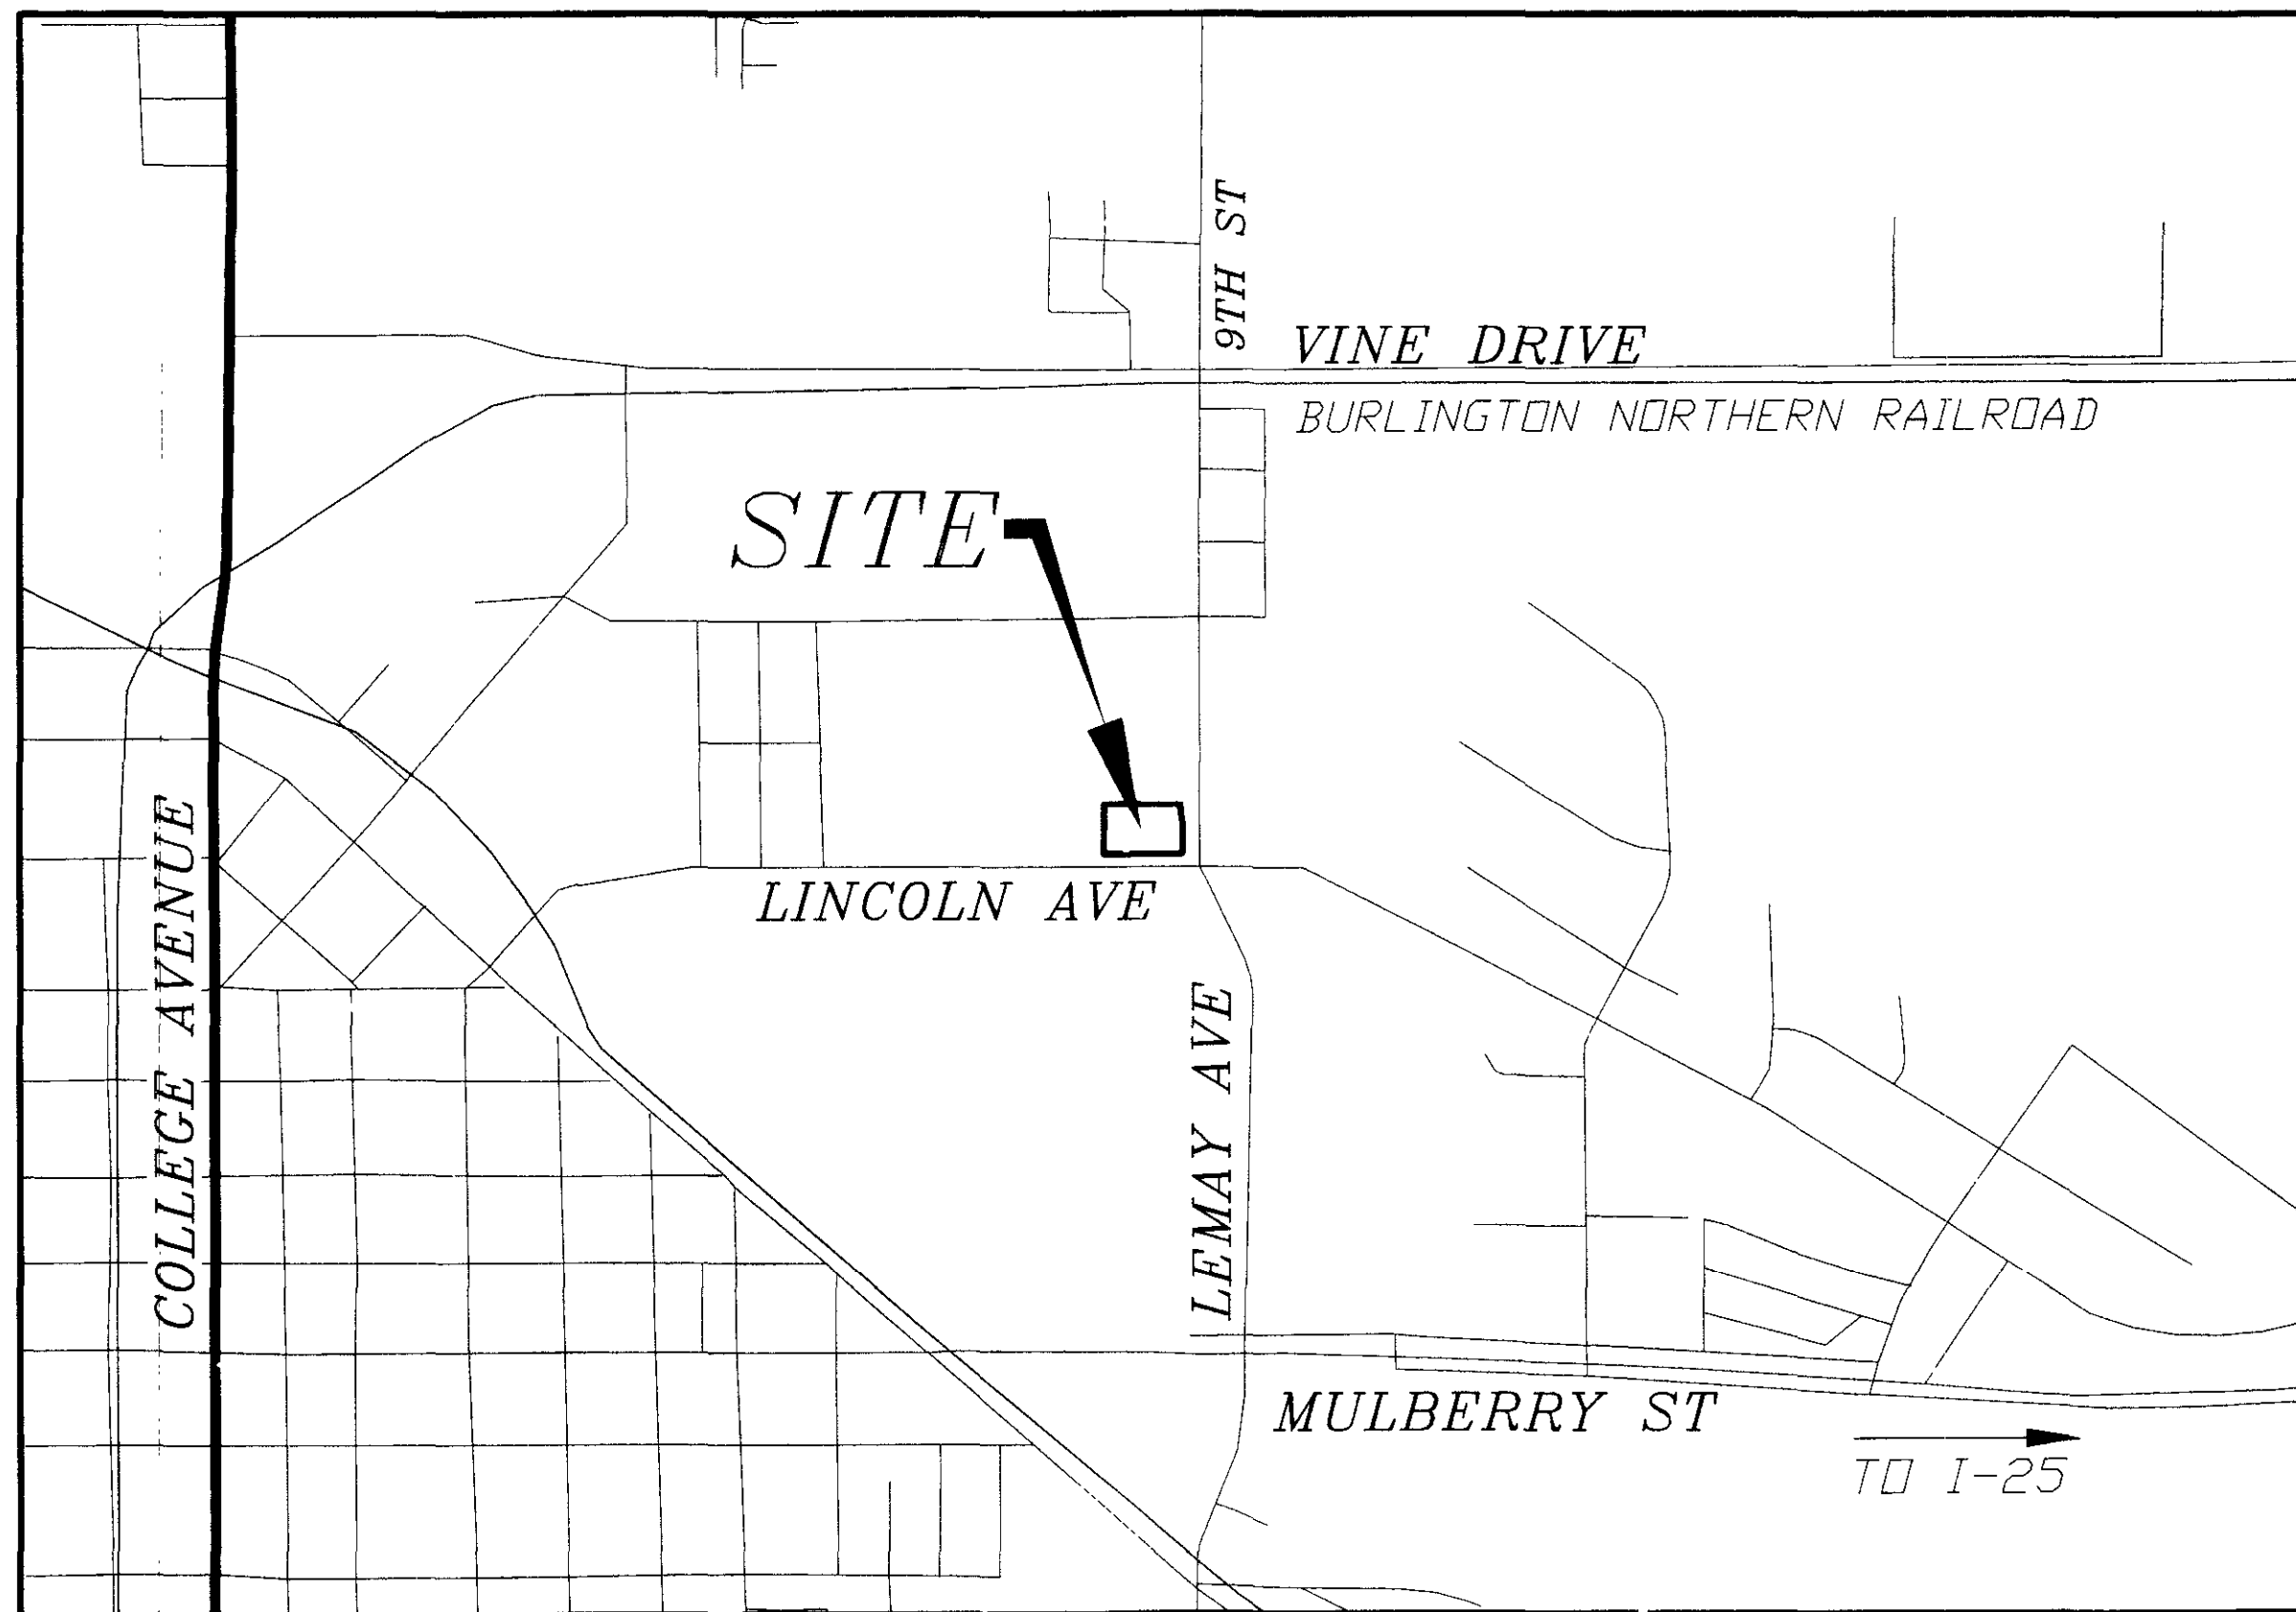 9TH ST
VINE DRIVE
BURLINGTON NORTHERN RAILROAD
SITE
LINCOLN AVE
COLLEGE AVENUE
LEMAY AVE
MULBERRY ST
TO I-25